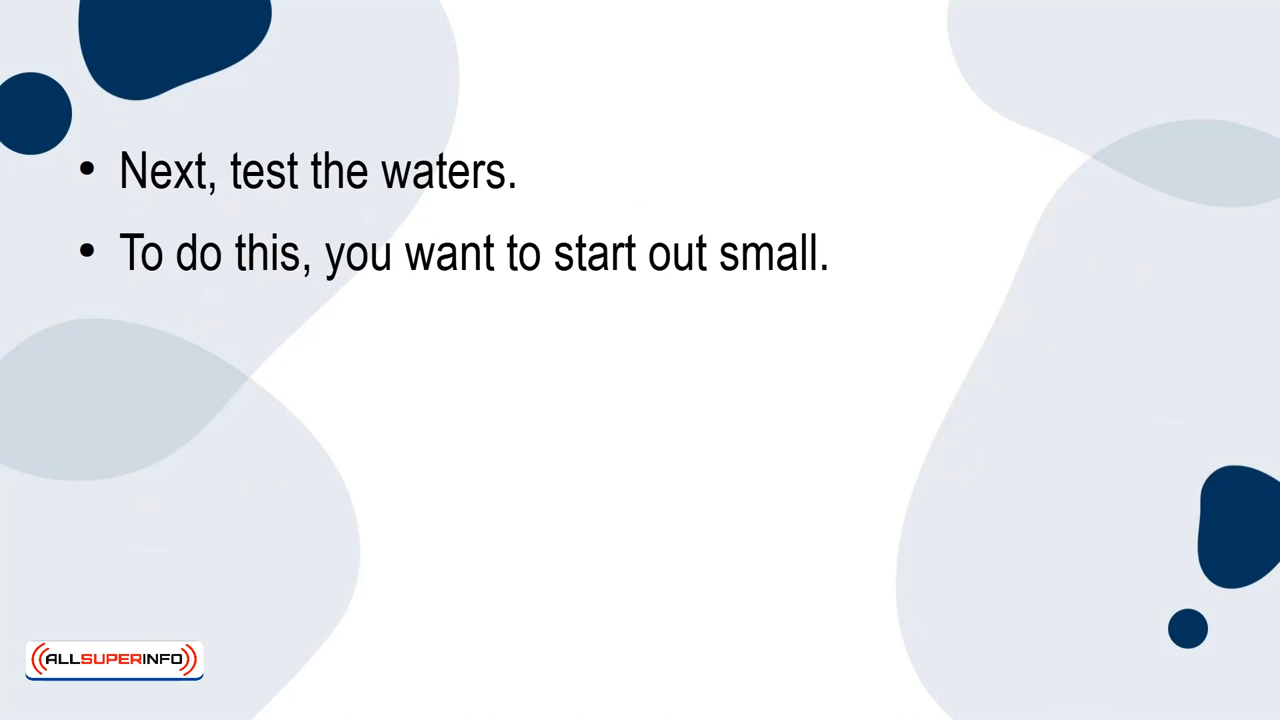 • Next, test the waters.
• To do this, you want to start out small.
ALLSUPERINFO